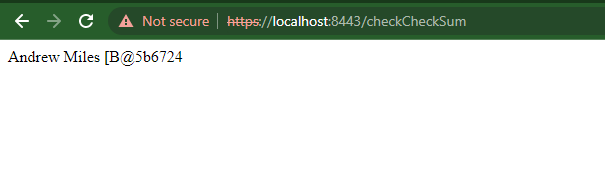 Not secure https://localhost:8443/checkCheckSum
Andrew Miles [B@5b6724